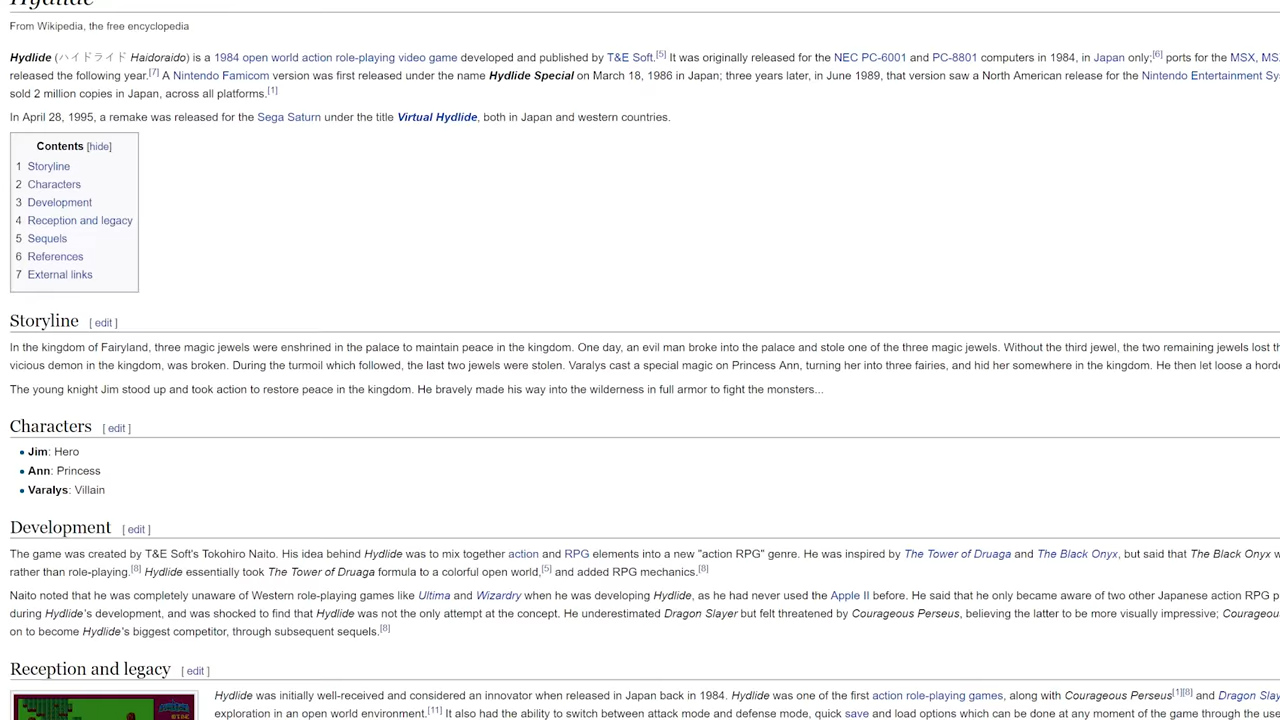 Hydlide
From Wikipedia, the free encyclopedia
Hydlide (ハイドライド Haidoraido) is a 1984 open world action role-playing video game developed and published by T&E Soft.[5] It was originally released for the NEC PC-6001 and PC-8801 computers in 1984, in Japan only;[6] ports for the MSX, MS
released the following year.[7] A Nintendo Famicom version was first released under the name Hydlide Special on March 18, 1986 in Japan; three years later, in June 1989, that version saw a North American release for the Nintendo Entertainment Sy
sold 2 million copies in Japan, across all platforms.[1]
In April 28, 1995, a remake was released for the Sega Saturn under the title Virtual Hydlide, both in Japan and western countries.
Contents [hide]
1 Storyline
2 Characters
3 Development
4 Reception and legacy
5 Sequels
6 References
7 External links
Storyline [ edit ]
In the kingdom of Fairyland, three magic jewels were enshrined in the palace to maintain peace in the kingdom. One day, an evil man broke into the palace and stole one of the three magic jewels. Without the third jewel, the two remaining jewels lost th
vicious demon in the kingdom, was broken. During the turmoil which followed, the last two jewels were stolen. Varalys cast a special magic on Princess Ann, turning her into three fairies, and hid her somewhere in the kingdom. He then let loose a horde
The young knight Jim stood up and took action to restore peace in the kingdom. He bravely made his way into the wilderness in full armor to fight the monsters...
Characters [ edit ]
• Jim: Hero
• Ann: Princess
• Varalys: Villain
Development [ edit ]
The game was created by T&E Soft's Tokohiro Naito. His idea behind Hydlide was to mix together action and RPG elements into a new "action RPG" genre. He was inspired by The Tower of Druaga and The Black Onyx, but said that The Black Onyx w
rather than role-playing.[8] Hydlide essentially took The Tower of Druaga formula to a colorful open world,[5] and added RPG mechanics.[8]
Naito noted that he was completely unaware of Western role-playing games like Ultima and Wizardry when he was developing Hydlide, as he had never used the Apple II before. He said that he only became aware of two other Japanese action RPG p
during Hydlide's development, and was shocked to find that Hydlide was not the only attempt at the concept. He underestimated Dragon Slayer but felt threatened by Courageous Perseus, believing the latter to be more visually impressive; Courageou
on to become Hydlide's biggest competitor, through subsequent sequels.[8]
Reception and legacy [ edit ]
Hydlide was initially well-received and considered an innovator when released in Japan back in 1984. Hydlide was one of the first action role-playing games, along with Courageous Perseus[1][8] and Dragon Slay
exploration in an open world environment.[11] It also had the ability to switch between attack mode and defense mode, quick save and load options which can be done at any moment of the game through the use